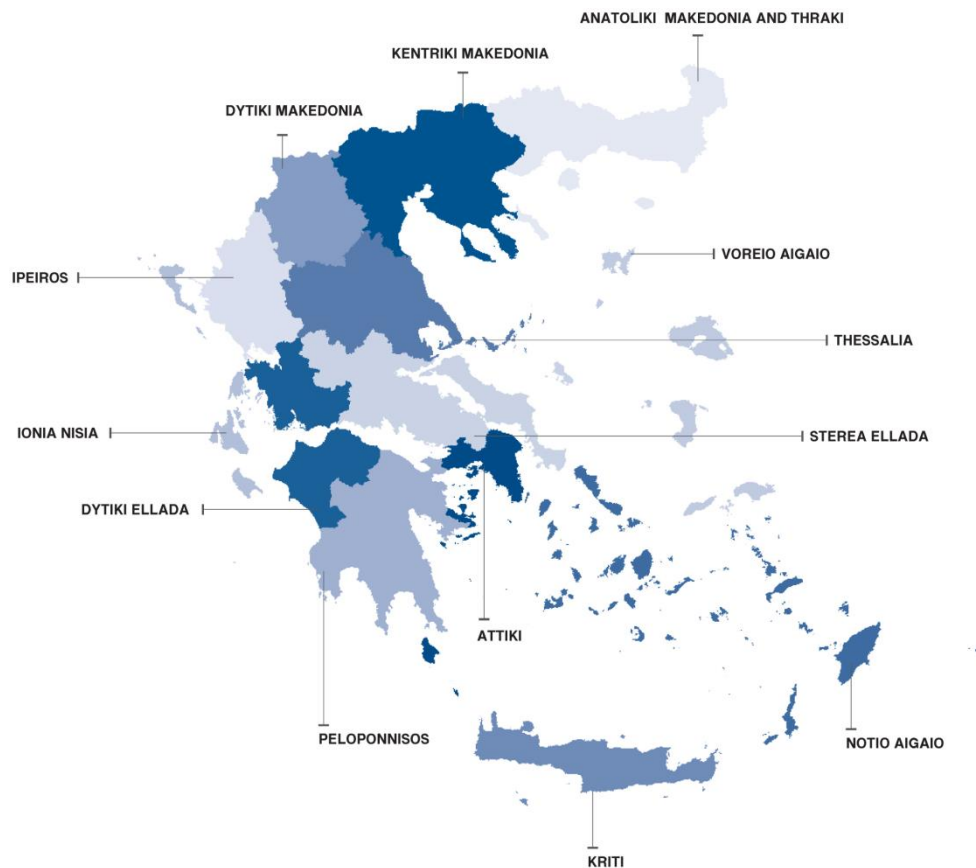 ANATOLIKI MAKEDONIA AND THRAKI
KENTRIKI MAKEDONIA
DYTIKI MAKEDONIA
VOREIO AIGAIO
IPEIROS
THESSALIA
IONIA NISIA
STEREA ELLADA
DYTIKI ELLADA
ATTIKI
PELOPONNISOS
NOTIO AIGAIO
KRITI